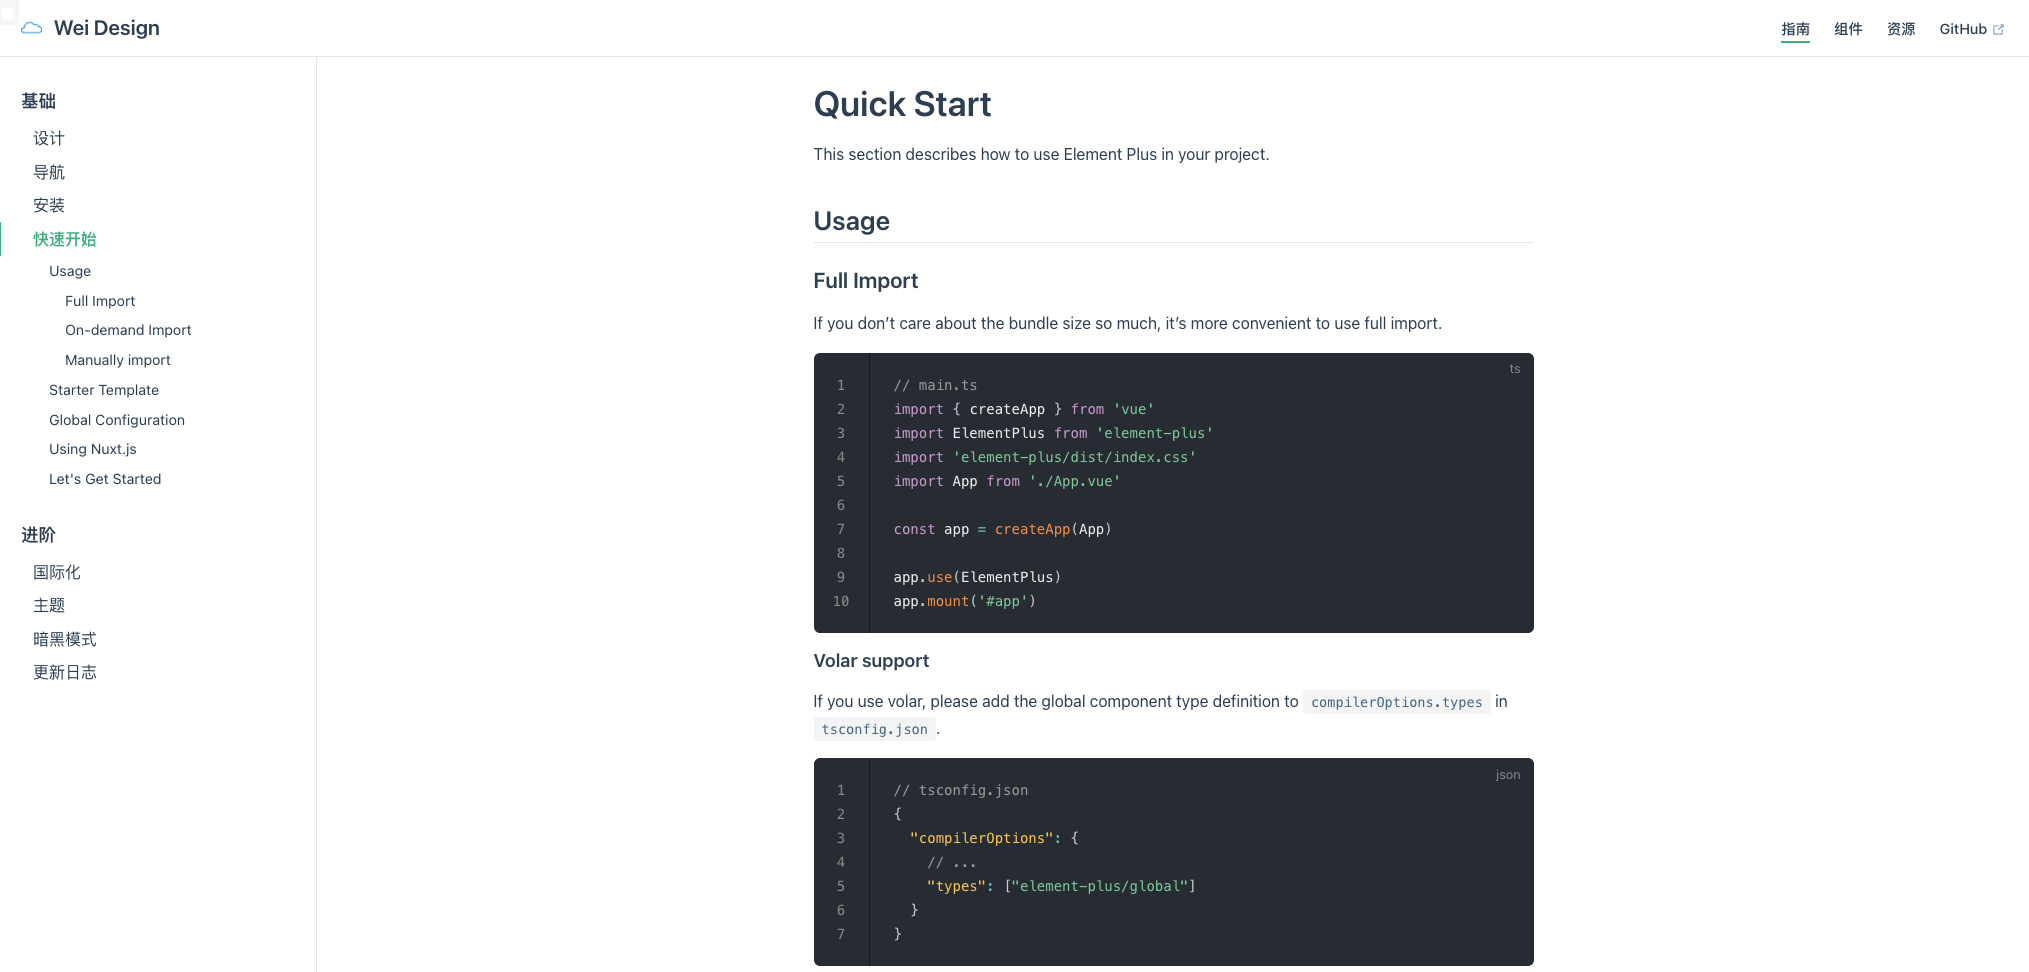 Wei Design
指南 组件 资源 GitHub
基础
设计
导航
安装
快速开始
Usage
Full Import
On-demand Import
Manually import
Starter Template
Global Configuration
Using Nuxt.js
Let's Get Started
进阶
国际化
主题
暗黑模式
更新日志
Quick Start
This section describes how to use Element Plus in your project.
Usage
Full Import
If you don’t care about the bundle size so much, it’s more convenient to use full import.
ts
1 // main.ts
2 import { createApp } from 'vue'
3 import ElementPlus from 'element-plus'
4 import 'element-plus/dist/index.css'
5 import App from './App.vue'
6
7 const app = createApp(App)
8
9 app.use(ElementPlus)
10 app.mount('#app')
Volar support
If you use volar, please add the global component type definition to compilerOptions.types in
tsconfig.json .
json
1 // tsconfig.json
2 {
3 "compilerOptions": {
4 // ...
5 "types": ["element-plus/global"]
6 }
7 }